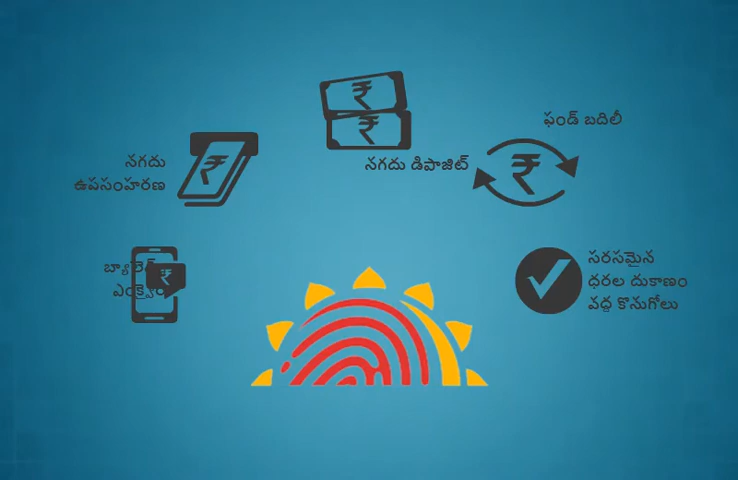 నగదు డిపాజిట్
ఫండ్ బదిలీ
నగదు
ఉపసంహరణ
సరసమైన
ధరల దుకాణం
వద్ద కొనుగోలు